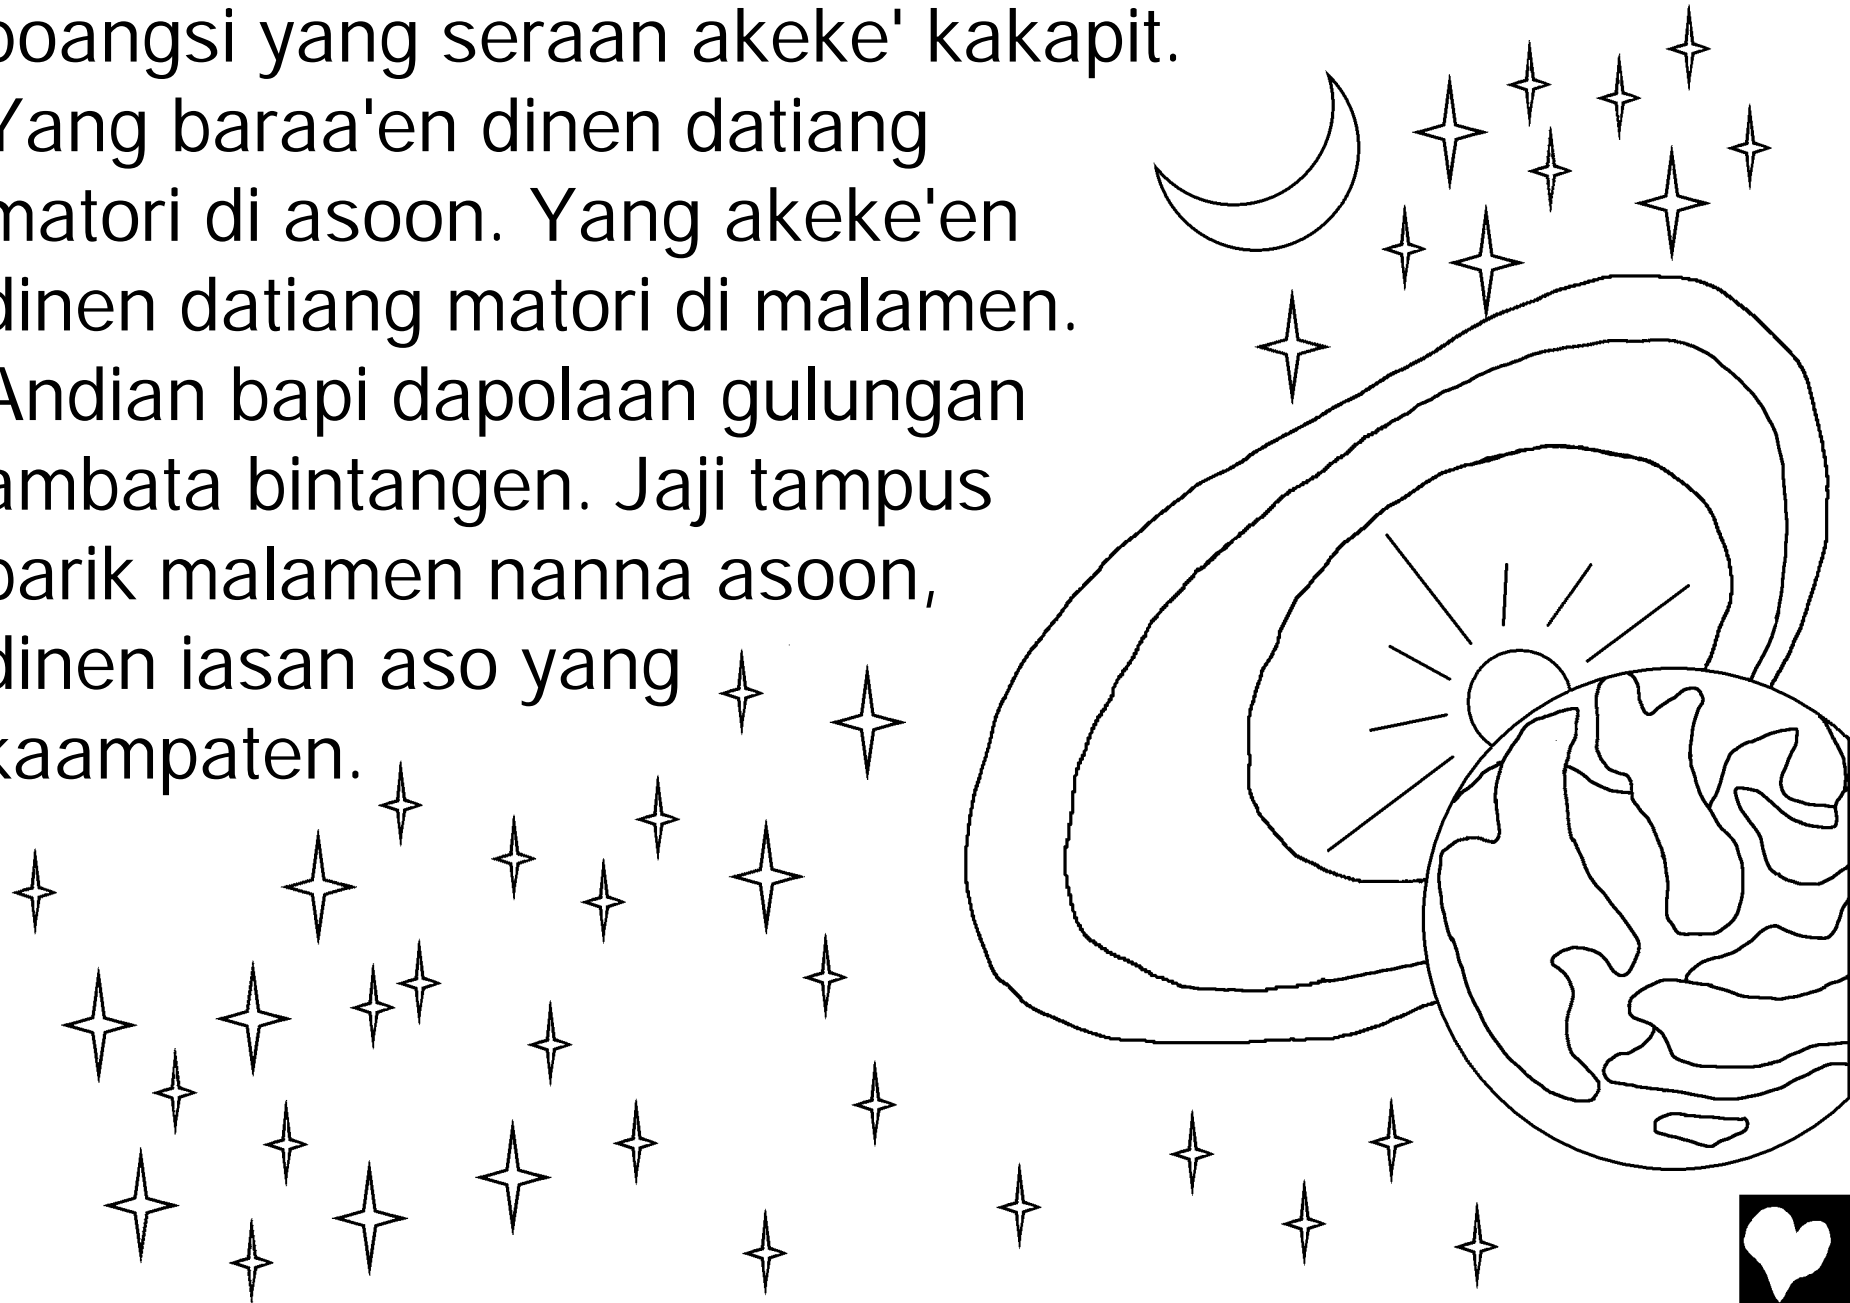 poangsi yang seraan akeke' kakapit.
Yang baraa'en dinen datiang
matori di asoon. Yang akeke'en
dinen datiang matori di malamen.
Andian bapi dapolaan gulungan
ambata bintangen. Jaji tampus
barik malamen nanna asoon,
dinen iasan aso yang
kaampaten.